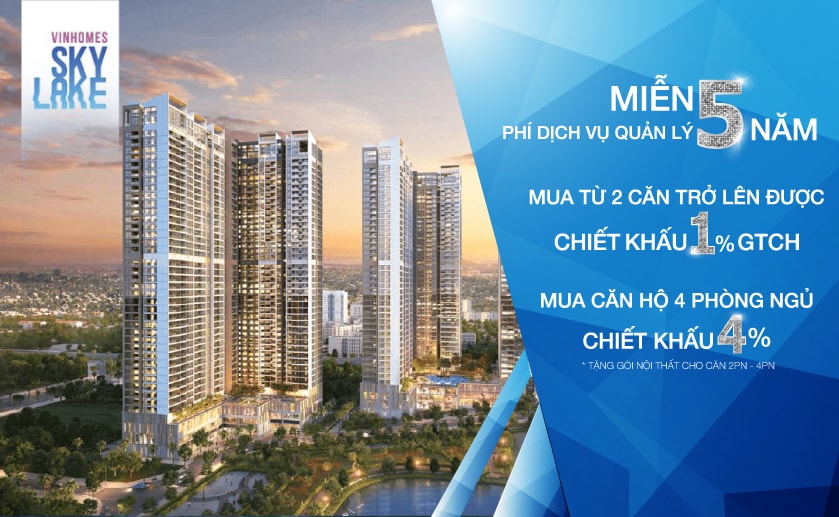 VINHOMES
SKY
LAKE
MIỄN 5 NĂM
PHÍ DỊCH VỤ QUẢN LÝ
MUA TỪ 2 CĂN TRỞ LÊN ĐƯỢC
CHIẾT KHẤU 1% GTCH
MUA CĂN HỘ 4 PHÒNG NGỦ
CHIẾT KHẤU 4%
* TẶNG GÓI NỘI THẤT CHO CĂN 2PN - 4PN